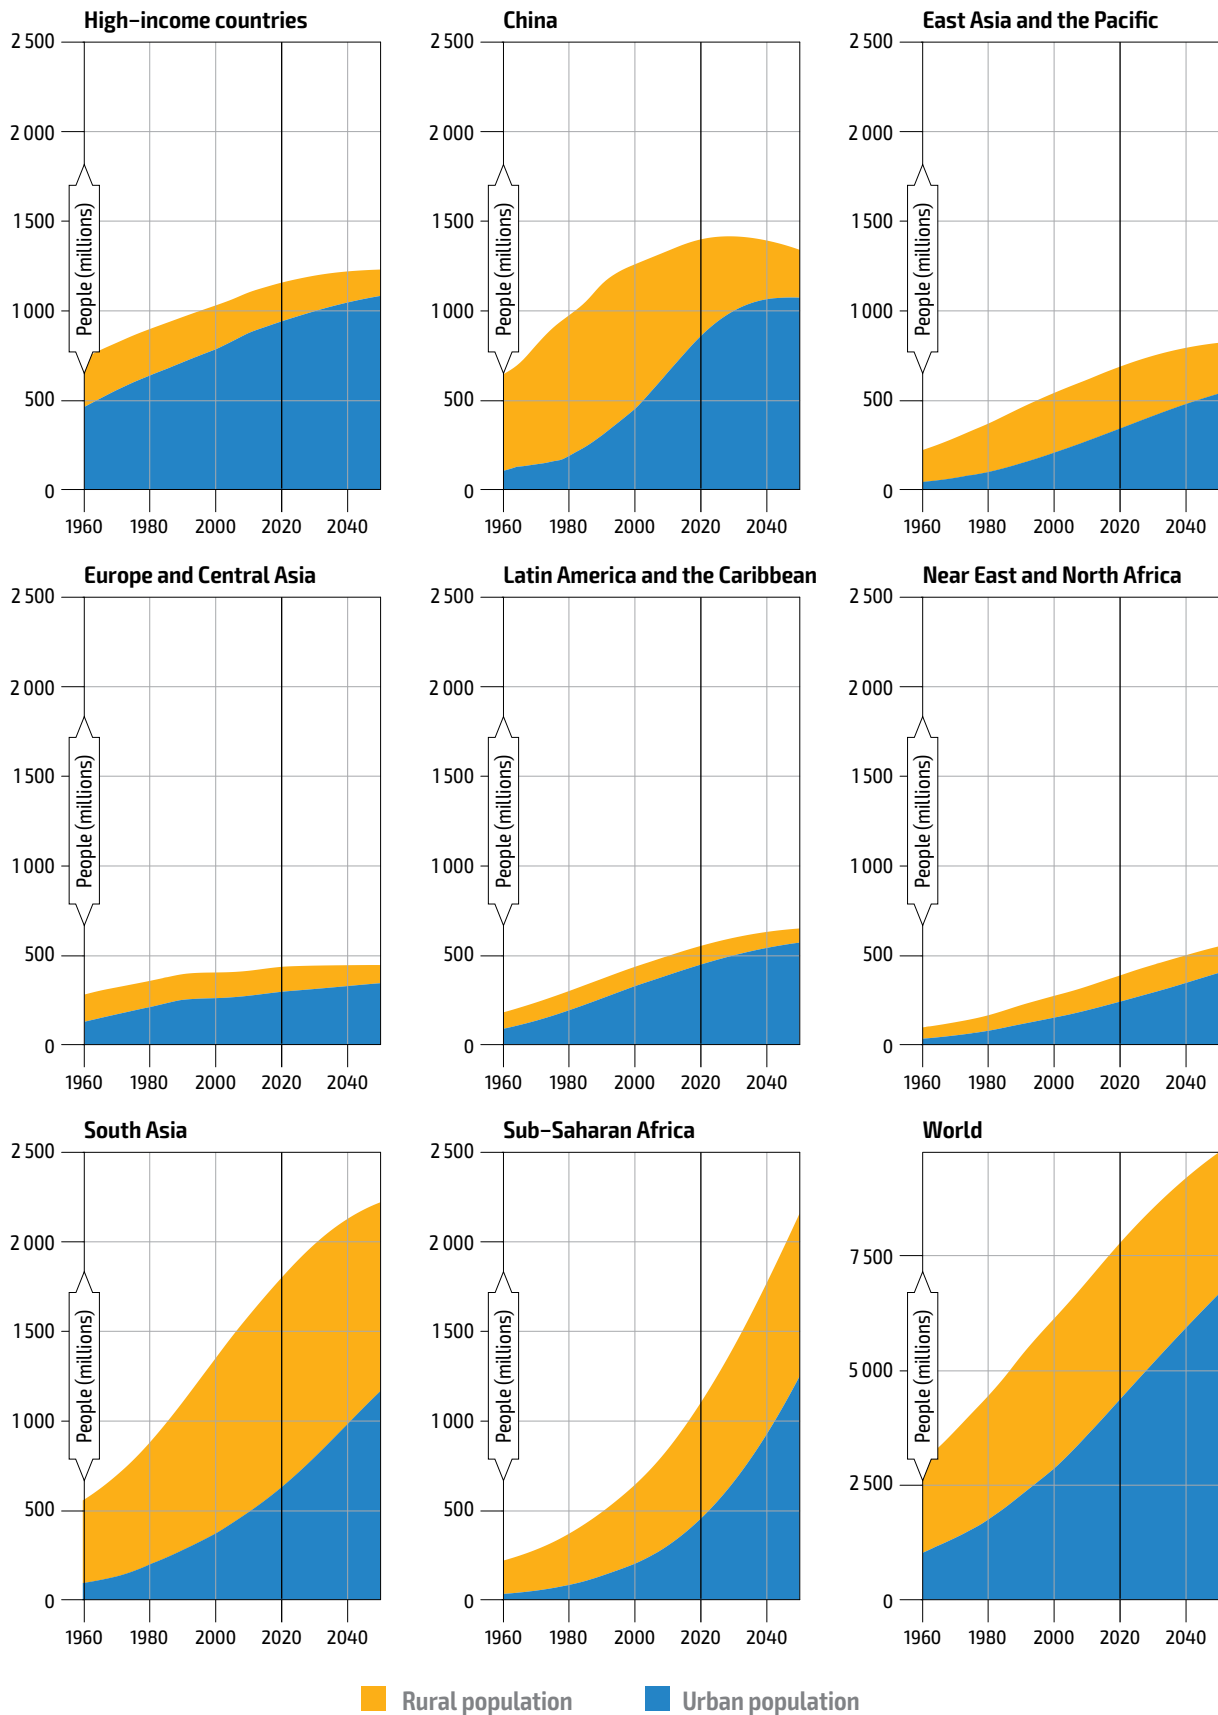 High-income countries
2 500
2 000
1 500
1 000
500
0
People (millions)
1960 1980 2000 2020 2040
China
2 500
2 000
1 500
1 000
500
0
People (millions)
1960 1980 2000 2020 2040
East Asia and the Pacific
2 500
2 000
1 500
1 000
500
0
People (millions)
1960 1980 2000 2020 2040
Europe and Central Asia
2 500
2 000
1 500
1 000
500
0
People (millions)
1960 1980 2000 2020 2040
Latin America and the Caribbean
2 500
2 000
1 500
1 000
500
0
People (millions)
1960 1980 2000 2020 2040
Near East and North Africa
2 500
2 000
1 500
1 000
500
0
People (millions)
1960 1980 2000 2020 2040
South Asia
2 500
2 000
1 500
1 000
500
0
People (millions)
1960 1980 2000 2020 2040
Sub-Saharan Africa
2 500
2 000
1 500
1 000
500
0
People (millions)
1960 1980 2000 2020 2040
World
7 500
5 000
2 500
0
People (millions)
1960 1980 2000 2020 2040
Rural population
Urban population